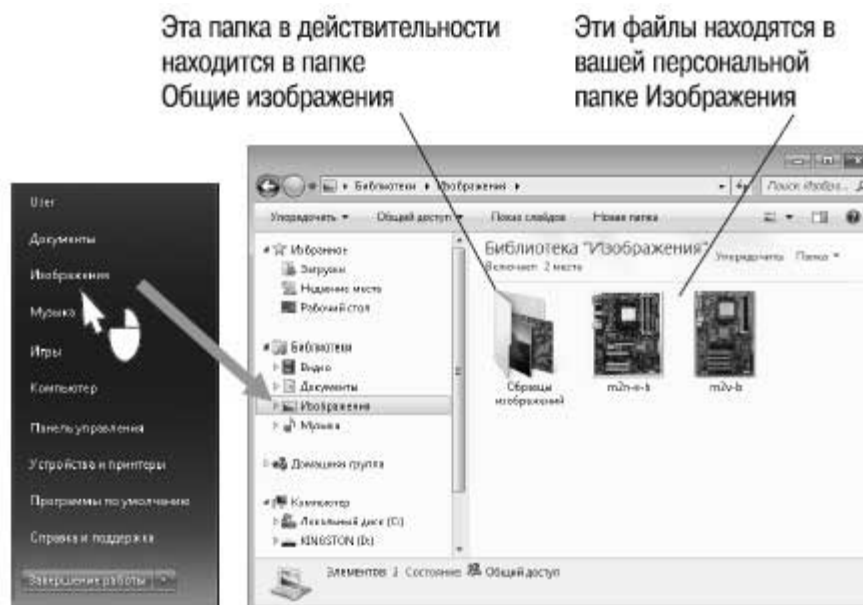 Эта папка в действительности
находится в папке
Общие изображения
Эти файлы находятся в
вашей персональной
папке Изображения
User
Документы
Изображения
Музыка
Игры
Компьютер
Панель управления
Устройства и принтеры
Программы по умолчанию
Справка и поддержка
Завершение работы
Библиотеки Изображения
Поиск: Изобра...
Упорядочить Общий доступ Показ слайдов Новая папка
Избранное
Загрузки
Недавние места
Рабочий стол
Библиотеки
Видео
Документы
Изображения
Музыка
Домашняя группа
Компьютер
Локальный диск (C:)
KINGSTON (D:)
Библиотека "Изображения"
Включает: 2 места
Упорядочить: Папка
Образцы
изображений
m2n-e-b
m2v-b
Элементов: 3 Состояние: Общий доступ